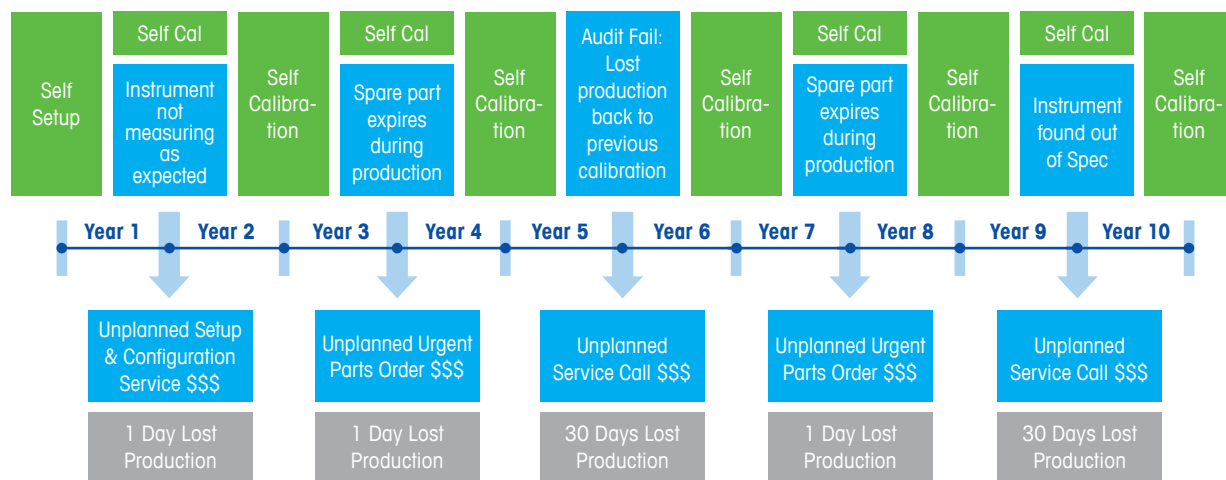 Self
Setup
Self Cal
Instrument
not
measuring
as
expected
Self
Calibra-
tion
Self Cal
Spare part
expires
during
production
Self
Calibra-
tion
Audit Fail:
Lost
production
back to
previous
calibration
Self
Calibra-
tion
Self Cal
Spare part
expires
during
production
Self
Calibra-
tion
Self Cal
Instrument
found out
of Spec
Self
Calibra-
tion
Year 1
Year 2
Year 3
Year 4
Year 5
Year 6
Year 7
Year 8
Year 9
Year 10
Unplanned Setup
& Configuration
Service $$$
Unplanned Urgent
Parts Order $$$
Unplanned
Service Call $$$
Unplanned Urgent
Parts Order $$$
Unplanned
Service Call $$$
1 Day Lost
Production
1 Day Lost
Production
30 Days Lost
Production
1 Day Lost
Production
30 Days Lost
Production